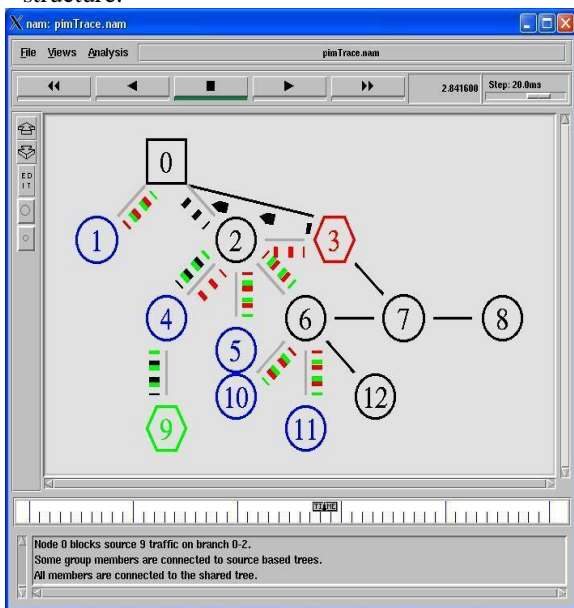 structure.
nam: pimTrace.nam
File Views Analysis pimTrace.nam
2.841600 Step: 20.0ms
ED
IT
0
1
2
3
4
5
6
7
8
10
12
9
11
TIME
Node 0 blocks source 9 traffic on branch 0-2.
Some group members are connected to source based trees.
All members are connected to the shared tree.